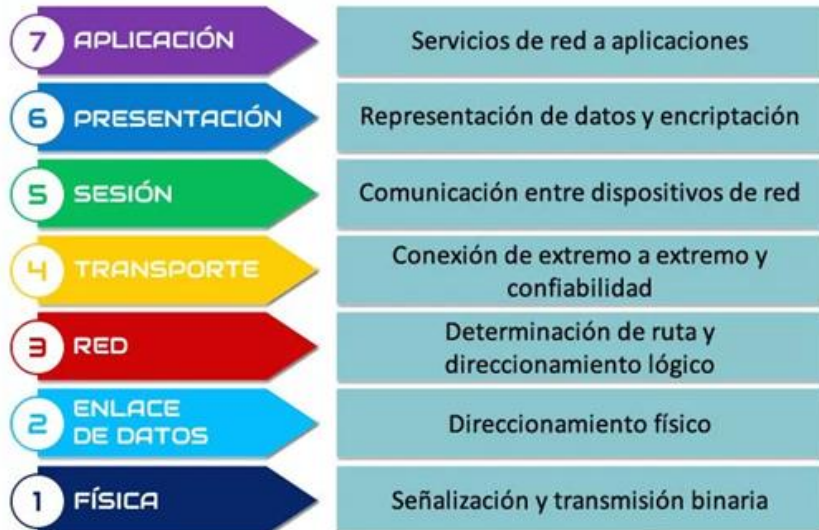 7 APLICACIÓN
Servicios de red a aplicaciones
6 PRESENTACIÓN
Representación de datos y encriptación
5 SESIÓN
Comunicación entre dispositivos de red
4 TRANSPORTE
Conexión de extremo a extremo y
confiabilidad
3 RED
Determinación de ruta y
direccionamiento lógico
2 ENLACE
DE DATOS
Direccionamiento físico
1 FÍSICA
Señalización y transmisión binaria